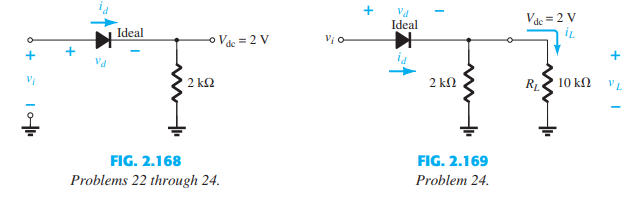 i_d
Ideal
+ v_d −
V_dc = 2 V
+
v_i
−
2 kΩ
FIG. 2.168
Problems 22 through 24.
+ v_d −
Ideal
v_i
i_d
2 kΩ
V_dc = 2 V
i_L
R_L
10 kΩ
+
v_L
−
FIG. 2.169
Problem 24.